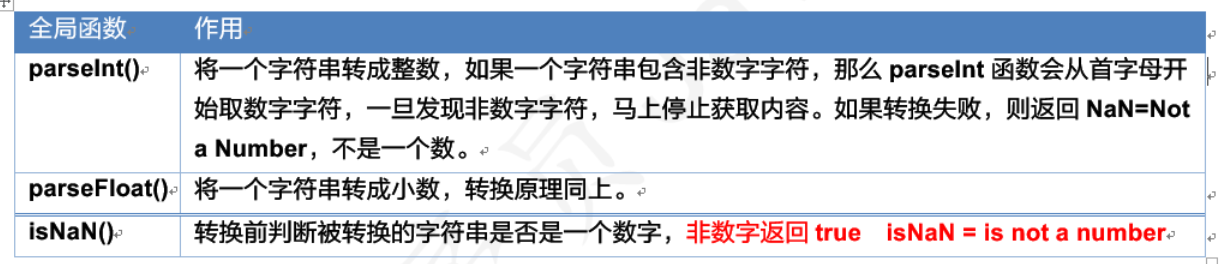 全局函数 作用
parseInt() 将一个字符串转成整数，如果一个字符串包含非数字字符，那么 parseInt 函数会从首字母开
始取数字字符，一旦发现非数字字符，马上停止获取内容。如果转换失败，则返回 NaN=Not
a Number，不是一个数。
parseFloat() 将一个字符串转成小数，转换原理同上。
isNaN() 转换前判断被转换的字符串是否是一个数字，非数字返回 true isNaN = is not a number